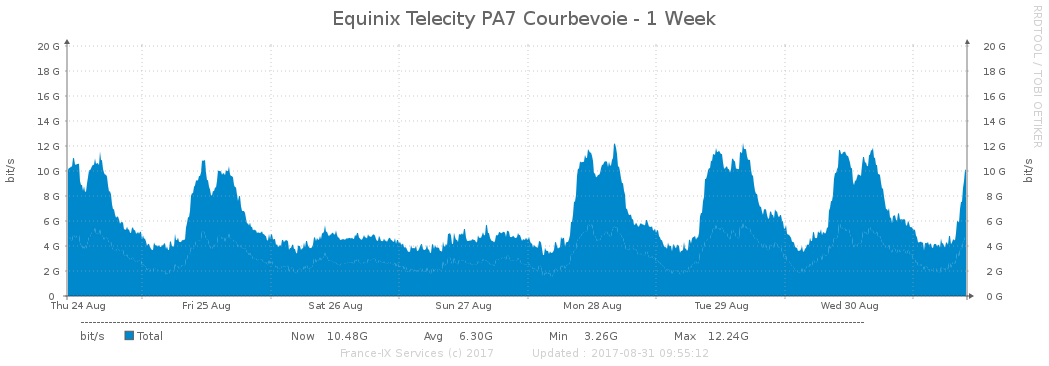 Equinix Telecity PA7 Courbevoie - 1 Week
RRDTOOL / TOBI OETIKER
20 G 20 G
18 G 18 G
16 G 16 G
14 G 14 G
12 G 12 G
10 G 10 G
8 G 8 G
6 G 6 G
4 G 4 G
2 G 2 G
0 0 G
bit/s bit/s
Thu 24 Aug Fri 25 Aug Sat 26 Aug Sun 27 Aug Mon 28 Aug Tue 29 Aug Wed 30 Aug
bit/s Total Now 10.48G Avg 6.30G Min 3.26G Max 12.24G
France-IX Services (c) 2017 Updated : 2017-08-31 09:55:12